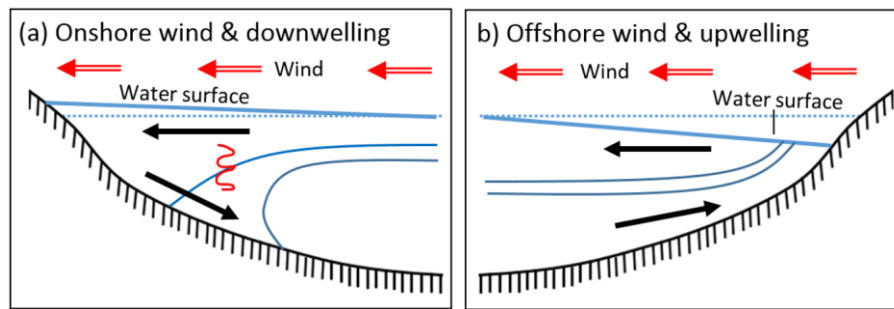 (a) Onshore wind & downwelling
Wind
Water surface
b) Offshore wind & upwelling
Wind
Water surface